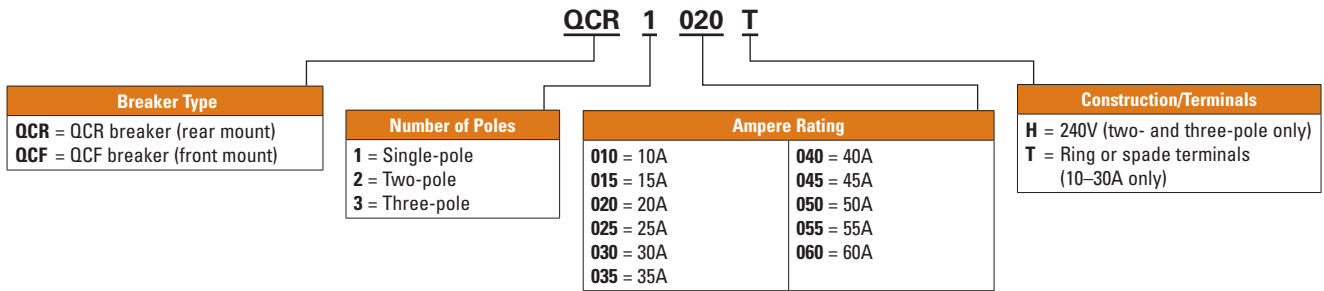 QCR 1 020 T
Breaker Type
QCR = QCR breaker (rear mount)
QCF = QCF breaker (front mount)
Number of Poles
1 = Single-pole
2 = Two-pole
3 = Three-pole
Ampere Rating
010 = 10A
015 = 15A
020 = 20A
025 = 25A
030 = 30A
035 = 35A
040 = 40A
045 = 45A
050 = 50A
055 = 55A
060 = 60A
Construction/Terminals
H = 240V (two- and three-pole only)
T = Ring or spade terminals
(10–30A only)